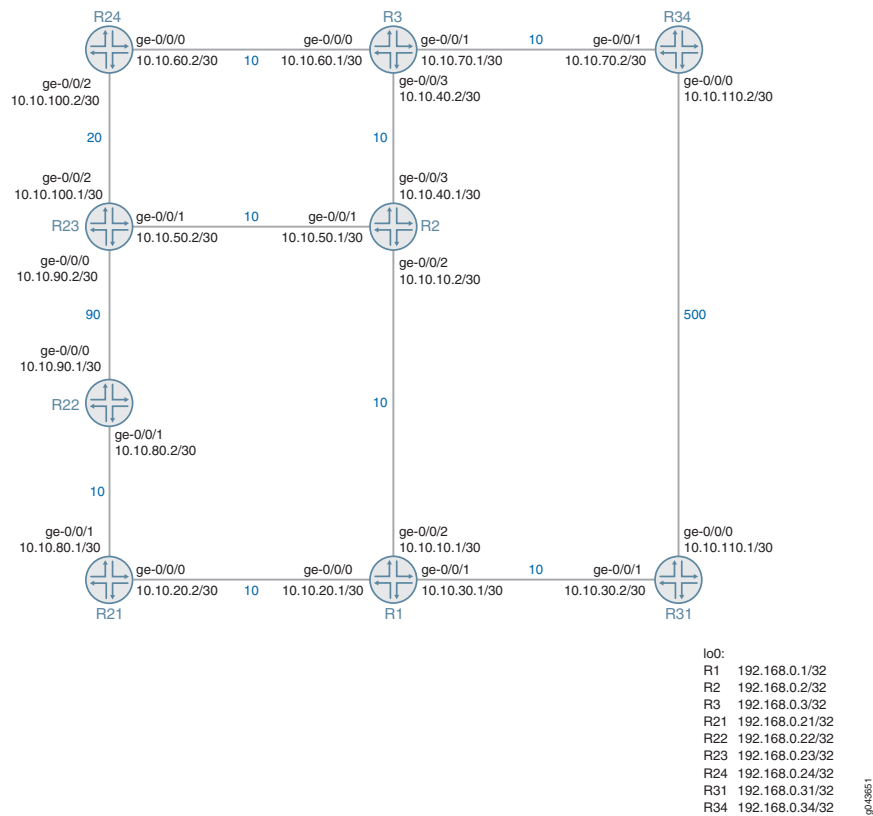 R24
R3
R34
ge-0/0/0
ge-0/0/0
ge-0/0/1
10
ge-0/0/1
10.10.60.2/30
10
10.10.60.1/30
10.10.70.1/30
10.10.70.2/30
ge-0/0/2
10.10.100.2/30
ge-0/0/3
10.10.40.2/30
ge-0/0/0
10.10.110.2/30
20
10
ge-0/0/2
10.10.100.1/30
ge-0/0/3
10.10.40.1/30
R23
ge-0/0/1
10
ge-0/0/1
R2
10.10.50.2/30
10.10.50.1/30
ge-0/0/0
10.10.90.2/30
ge-0/0/2
10.10.10.2/30
90
500
ge-0/0/0
10.10.90.1/30
R22
10
ge-0/0/1
10.10.80.2/30
10
ge-0/0/1
10.10.80.1/30
ge-0/0/2
10.10.10.1/30
ge-0/0/0
10.10.110.1/30
ge-0/0/0
ge-0/0/0
ge-0/0/1
10
ge-0/0/1
10.10.20.2/30
10
10.10.20.1/30
10.10.30.1/30
10.10.30.2/30
R21
R1
R31
lo0:
R1 192.168.0.1/32
R2 192.168.0.2/32
R3 192.168.0.3/32
R21 192.168.0.21/32
R22 192.168.0.22/32
R23 192.168.0.23/32
R24 192.168.0.24/32
R31 192.168.0.31/32
R34 192.168.0.34/32
g043651